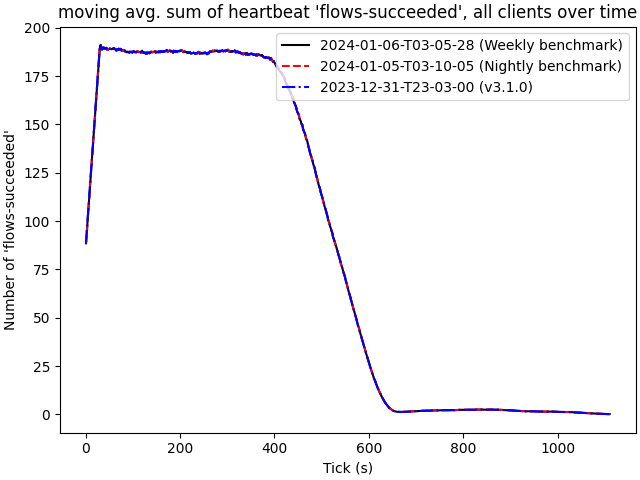 moving avg. sum of heartbeat 'flows-succeeded', all clients over time
Number of 'flows-succeeded'
200
175
150
125
100
75
50
25
0
2024-01-06-T03-05-28 (Weekly benchmark)
2024-01-05-T03-10-05 (Nightly benchmark)
2023-12-31-T23-03-00 (v3.1.0)
0 200 400 600 800 1000
Tick (s)